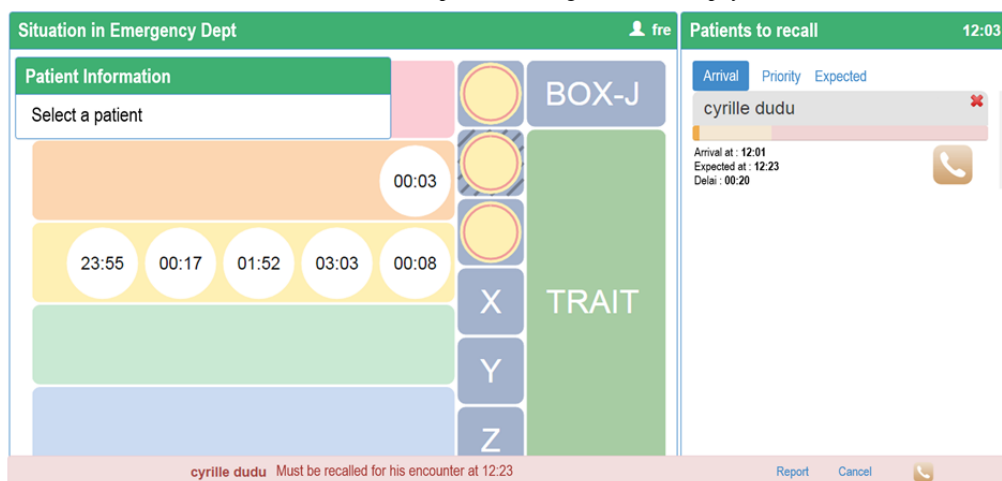 Situation in Emergency Dept
fre
Patient Information
Select a patient
BOX-J
00:03
23:55 00:17 01:52 03:03 00:08
X
TRAIT
Y
Z
Patients to recall 12:03
Arrival Priority Expected
cyrille dudu
Arrival at : 12:01
Expected at : 12:23
Delai : 00:20
cyrille dudu Must be recalled for his encounter at 12:23
Report Cancel